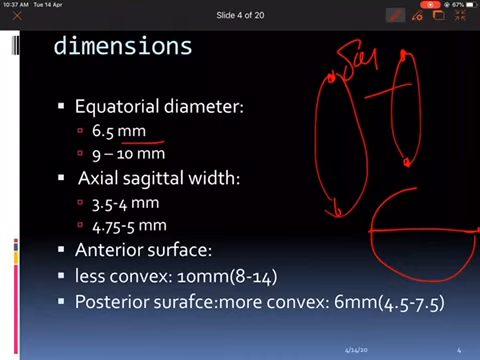 10:37 AM Tue 14 Apr
67%
Slide 4 of 20
dimensions
Equatorial diameter:
6.5 mm
9 – 10 mm
Axial sagittal width:
3.5-4 mm
4.75-5 mm
Anterior surface:
less convex: 10mm(8-14)
Posterior surafce:more convex: 6mm(4.5-7.5)
4/14/20
4